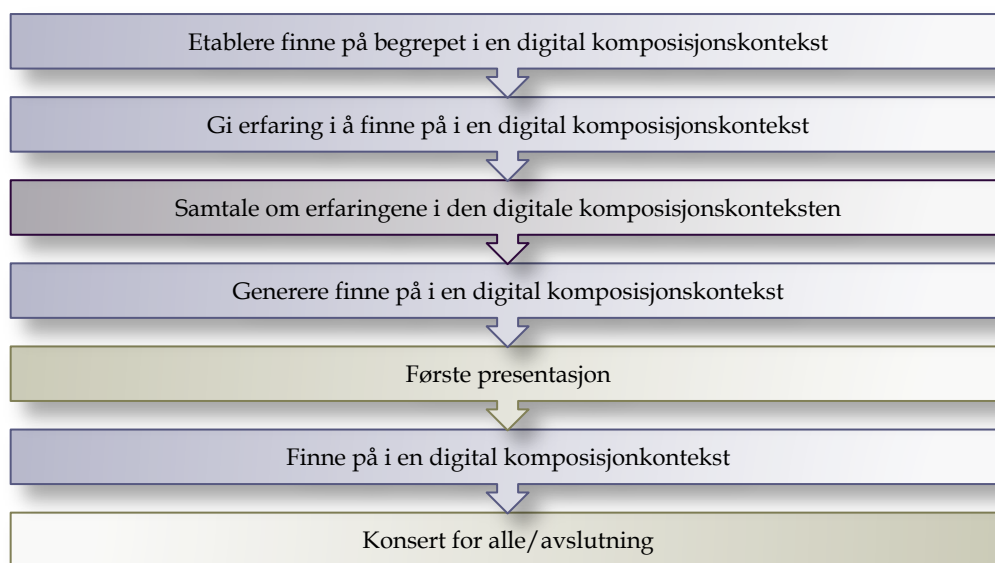 Etablere finne på begrepet i en digital komposisjonskontekst
Gi erfaring i å finne på i en digital komposisjonskontekst
Samtale om erfaringene i den digitale komposisjonskonteksten
Generere finne på i en digital komposisjonskontekst
Første presentasjon
Finne på i en digital komposisjonkontekst
Konsert for alle/avslutning